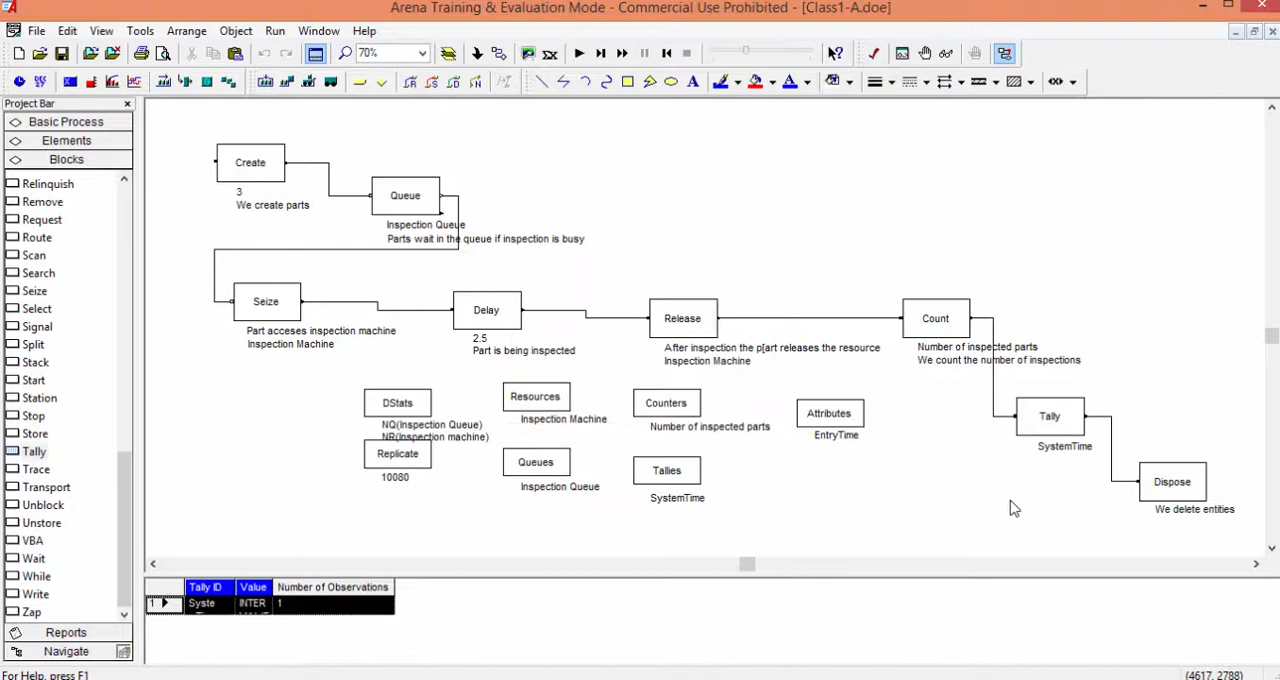 Arena Training & Evaluation Mode - Commercial Use Prohibited - [Class1-A.doe]
File Edit View Tools Arrange Object Run Window Help
70%
Project Bar
Basic Process
Elements
Blocks
Relinquish
Remove
Request
Route
Scan
Search
Seize
Select
Signal
Split
Stack
Start
Station
Stop
Store
Tally
Trace
Transport
Unblock
Unstore
VBA
Wait
While
Write
Zap
Reports
Navigate
Create
3
We create parts
Queue
Inspection Queue
Parts wait in the queue if inspection is busy
Seize
Part acceses inspection machine
Inspection Machine
Delay
2.5
Part is being inspected
Release
After inspection the p[art releases the resource
Inspection Machine
Count
Number of inspected parts
We count the number of inspections
Tally
SystemTime
Dispose
We delete entities
DStats
NQ(Inspection Queue)
NR(Inspection machine)
Replicate
10080
Resources
Inspection Machine
Queues
Inspection Queue
Counters
Number of inspected parts
Tallies
SystemTime
Attributes
EntryTime
Tally ID Value Number of Observations
1 Syste INTER 1
For Help, press F1
(4617, 2788)